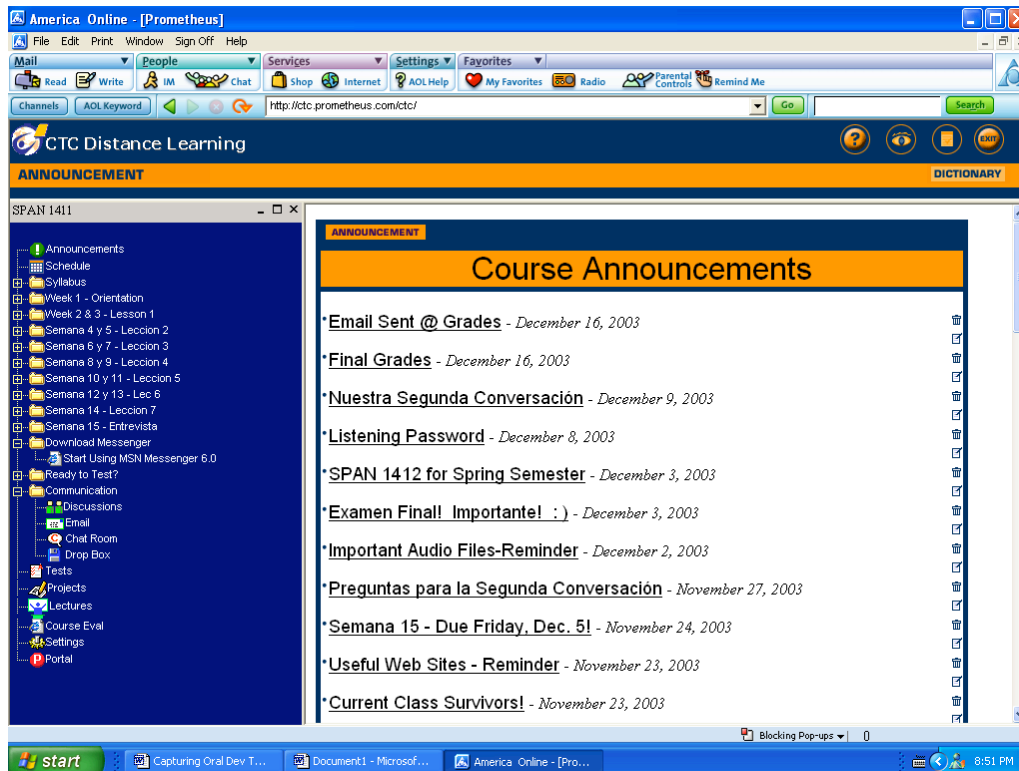 America Online - [Prometheus]
File Edit Print Window Sign Off Help
Mail People Services Settings Favorites
Read Write IM Chat Shop Internet AOL Help My Favorites Radio Parental Controls Remind Me
Channels AOL Keyword http://ctc.prometheus.com/ctc/ Go Search
CTC Distance Learning ? EXIT
ANNOUNCEMENT DICTIONARY
SPAN 1411
Announcements
Schedule
Syllabus
Week 1 - Orientation
Week 2 & 3 - Lesson 1
Semana 4 y 5 - Leccion 2
Semana 6 y 7 - Leccion 3
Semana 8 y 9 - Leccion 4
Semana 10 y 11 - Leccion 5
Semana 12 y 13 - Lec 6
Semana 14 - Leccion 7
Semana 15 - Entrevista
Download Messenger
Start Using MSN Messenger 6.0
Ready to Test?
Communication
Discussions
Email
Chat Room
Drop Box
Tests
Projects
Lectures
Course Eval
Settings
Portal
ANNOUNCEMENT
Course Announcements
Email Sent @ Grades - December 16, 2003
Final Grades - December 16, 2003
Nuestra Segunda Conversación - December 9, 2003
Listening Password - December 8, 2003
SPAN 1412 for Spring Semester - December 3, 2003
Examen Final! Importante! : ) - December 3, 2003
Important Audio Files-Reminder - December 2, 2003
Preguntas para la Segunda Conversación - November 27, 2003
Semana 15 - Due Friday, Dec. 5! - November 24, 2003
Useful Web Sites - Reminder - November 23, 2003
Current Class Survivors! - November 23, 2003
Blocking Pop-ups 0
start Capturing Oral Dev T... Document1 - Microsof... America Online - [Pro... 8:51 PM